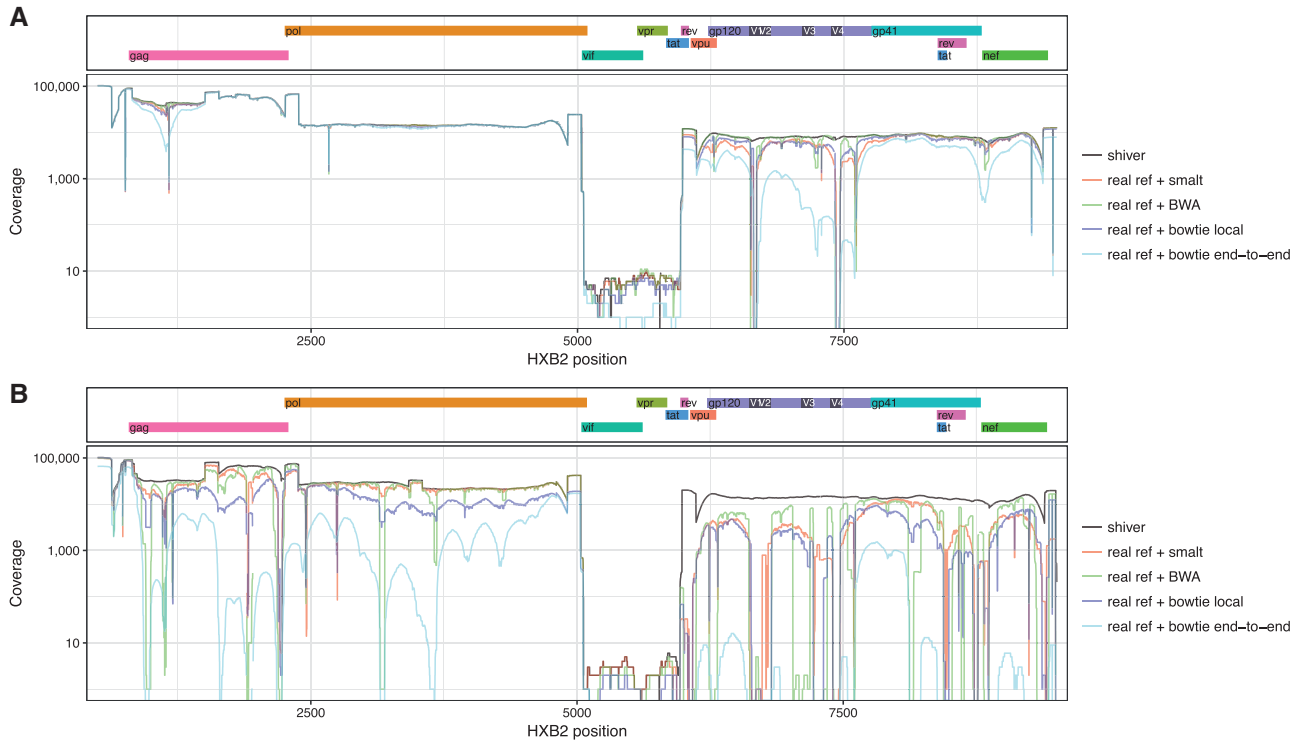 A
pol
vpr
rev
gp120
V1
V2
V3
V4
gp41
tat
vpu
rev
gag
vif
tat
nef
100,000
1,000
10
Coverage
2500
5000
7500
HXB2 position
shiver
real ref + smalt
real ref + BWA
real ref + bowtie local
real ref + bowtie end−to−end
B
pol
vpr
rev
gp120
V1
V2
V3
V4
gp41
tat
vpu
rev
gag
vif
tat
nef
100,000
1,000
10
Coverage
2500
5000
7500
HXB2 position
shiver
real ref + smalt
real ref + BWA
real ref + bowtie local
real ref + bowtie end−to−end